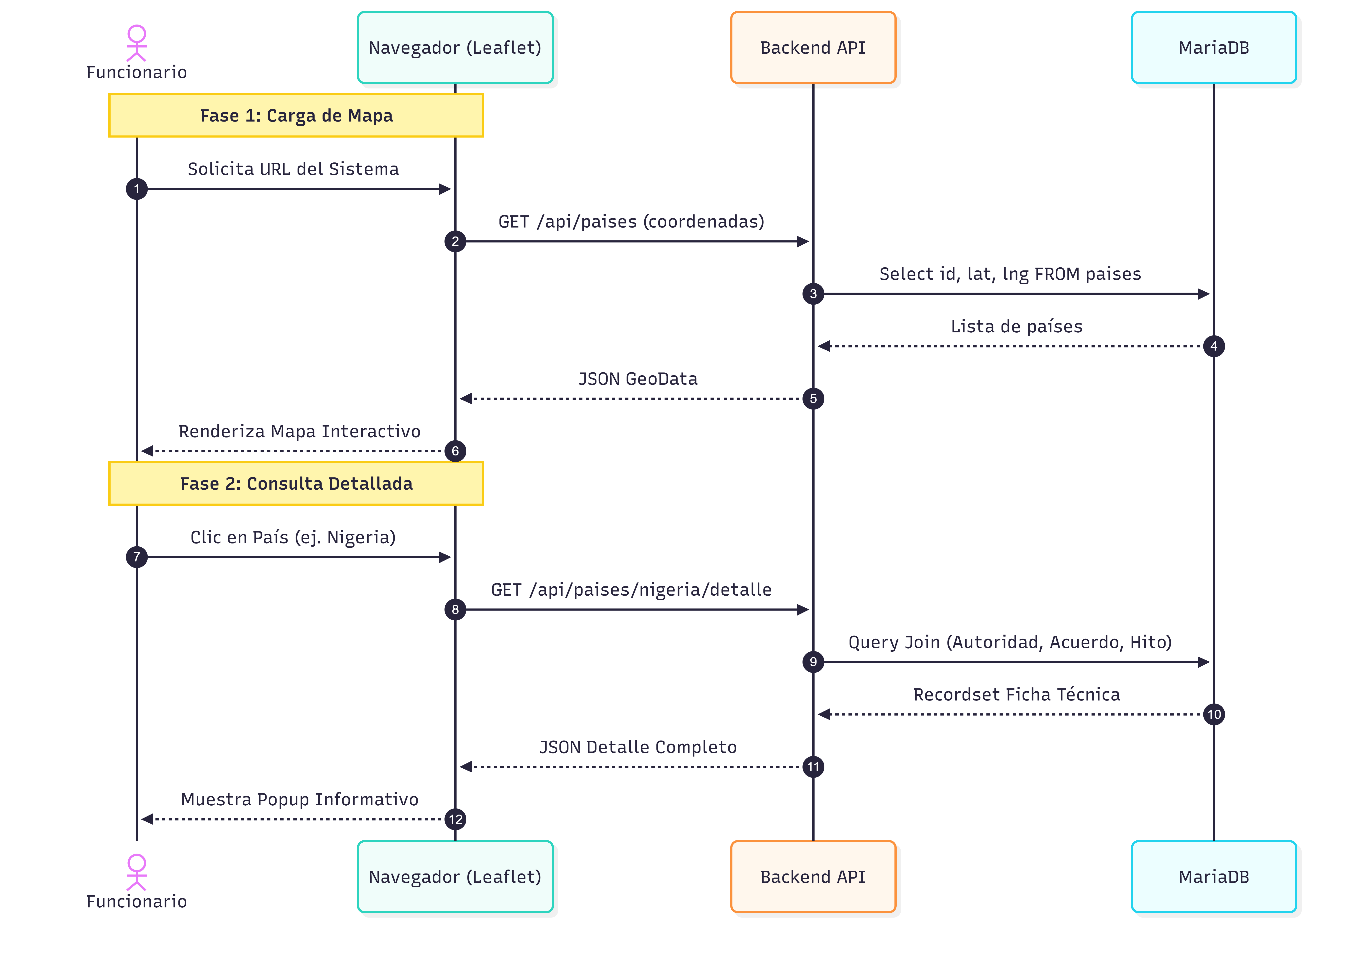 Funcionario
Navegador (Leaflet)
Backend API
MariaDB
Fase 1: Carga de Mapa
Solicita URL del Sistema
1
GET /api/paises (coordenadas)
2
Select id, lat, lng FROM paises
3
Lista de países
4
JSON GeoData
5
Renderiza Mapa Interactivo
6
Fase 2: Consulta Detallada
Clic en País (ej. Nigeria)
7
GET /api/paises/nigeria/detalle
8
Query Join (Autoridad, Acuerdo, Hito)
9
Recordset Ficha Técnica
10
JSON Detalle Completo
11
Muestra Popup Informativo
12
Funcionario
Navegador (Leaflet)
Backend API
MariaDB